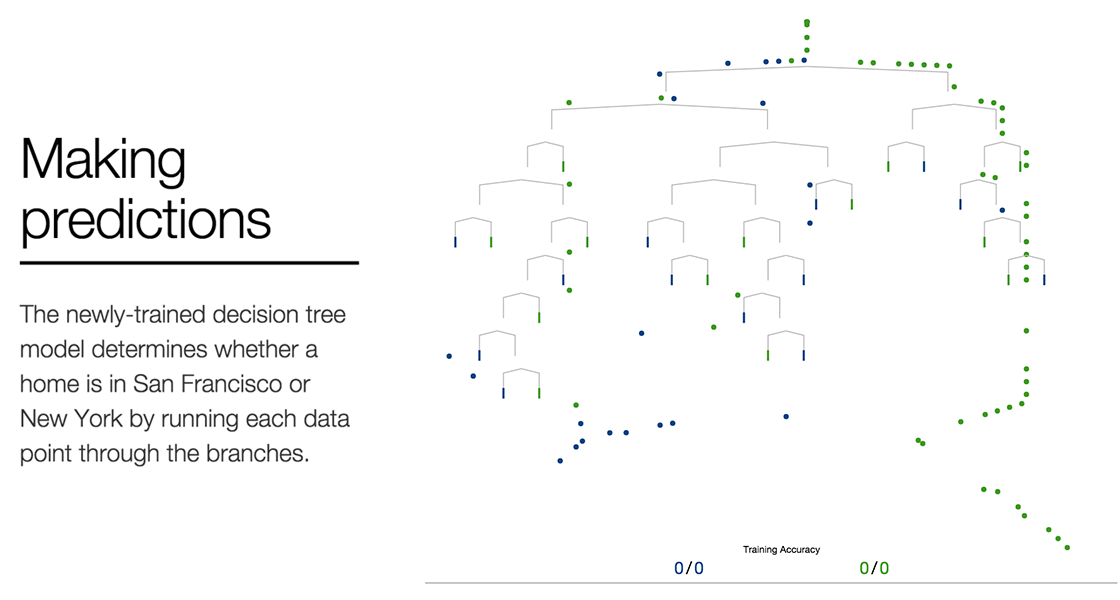 Making
predictions
The newly-trained decision tree
model determines whether a
home is in San Francisco or
New York by running each data
point through the branches.
Training Accuracy
0/0 0/0